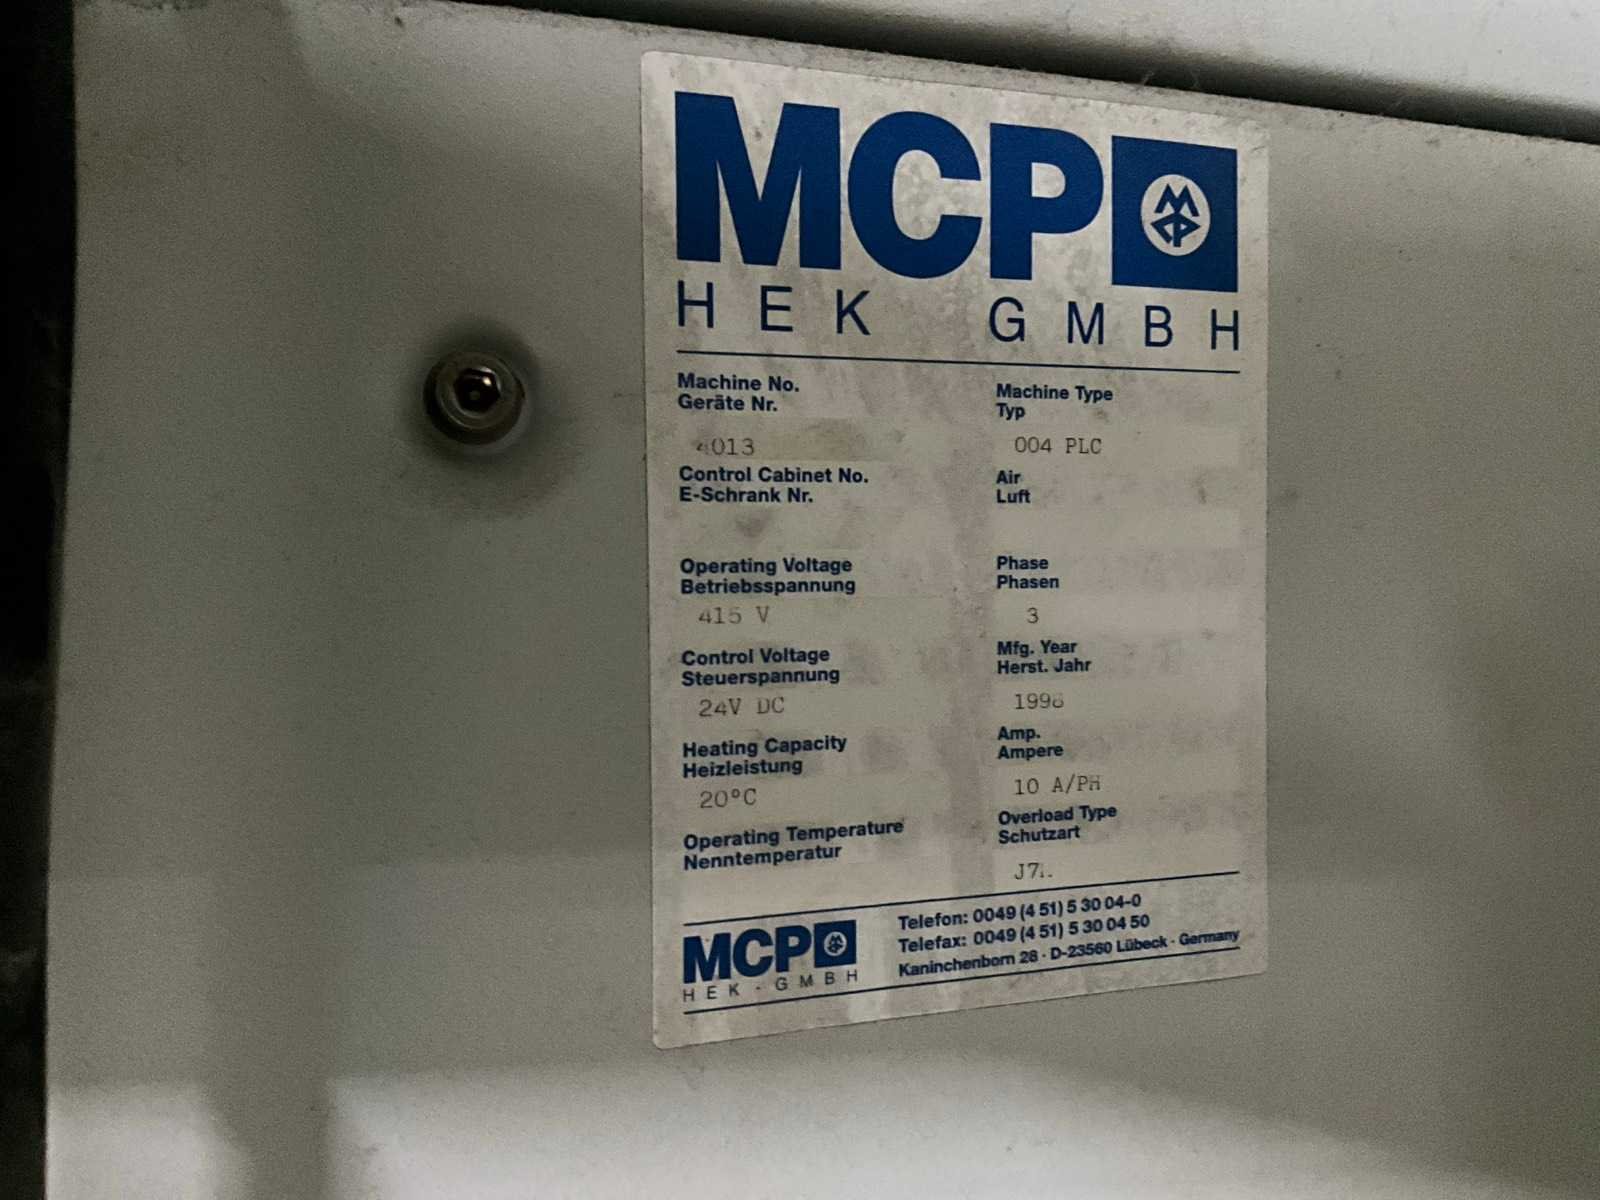 MCP
HEK GMBH
Machine No.
Geräte Nr.
4013
Machine Type
Typ
004 PLC
Control Cabinet No.
E-Schrank Nr.
Air
Luft
Operating Voltage
Betriebsspannung
415 V
Phase
Phasen
3
Control Voltage
Steuerspannung
24V DC
Mfg. Year
Herst. Jahr
Heating Capacity
Heizleistung
20°C
Amp.
Ampere
10 A/PH
Operating Temperature
Nenntemperatur
Overload Type
Schutzart
MCP
HEK-GMBH
Telefon: 0049 (4 51) 5 30 04-0
Telefax: 0049 (4 51) 5 30 04 50
Kaninchenborn 28 · D-23560 Lübeck · Germany